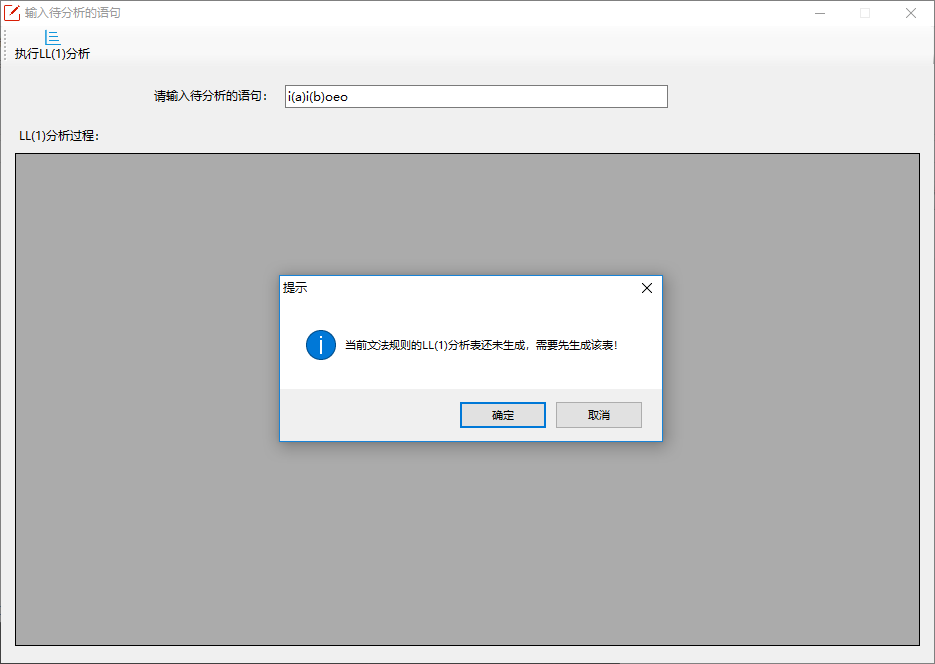 输入待分析的语句
执行LL(1)分析
请输入待分析的语句：
i(a)i(b)oeo
LL(1)分析过程：
提示
当前文法规则的LL(1)分析表还未生成，需要先生成该表！
确定
取消